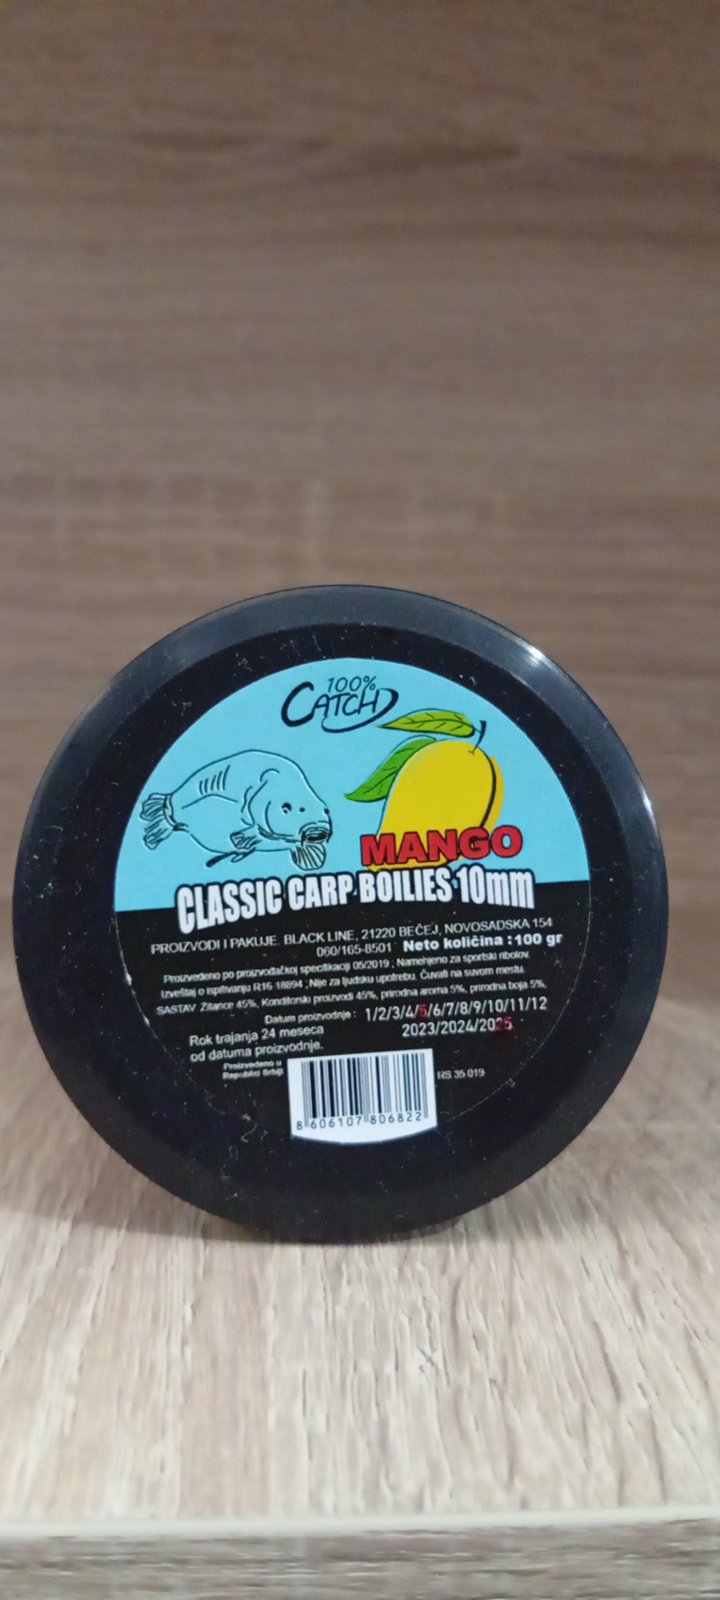 100%
CATCH
MANGO
CLASSIC CARP BOILIES 10mm
PROIZVODI I PAKUJE. BLACK LINE, 21220 BEČEJ, NOVOSADSKA 154
060/165-8501 Neto količina : 100 gr
Proizvedeno po proizvođačkoj specifikaciji 05/2019 ; Namenjeno za sportski ribolov.
Izveštaj o ispitivanju R16 18894 ; Nije za ljudsku upotrebu. Čuvati na suvom mestu.
SASTAV: Žitarice 45%, Konditorski proizvodi 45%, prirodna aroma 5%, prirodna boja 5%,
Datum proizvodnje : 1/2/3/4/5/6/7/8/9/10/11/12
Rok trajanja 24 meseca 2023/2024/2025
od datuma proizvodnje.
Proizvedeno u
Republici Srbiji
RS 35 019
8 606107 806822